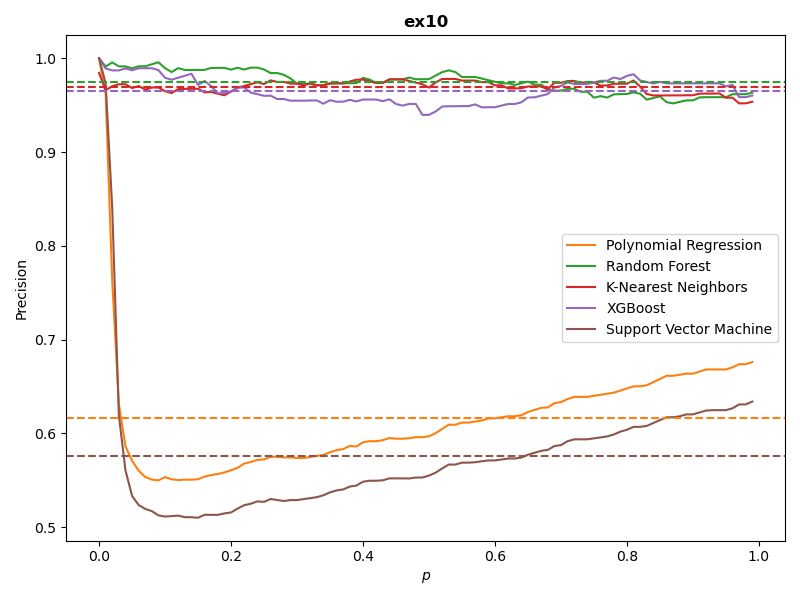 ex10
1.0
0.9
0.8
0.7
0.6
0.5
Precision
Polynomial Regression
Random Forest
K-Nearest Neighbors
XGBoost
Support Vector Machine
0.0 0.2 0.4 0.6 0.8 1.0
p